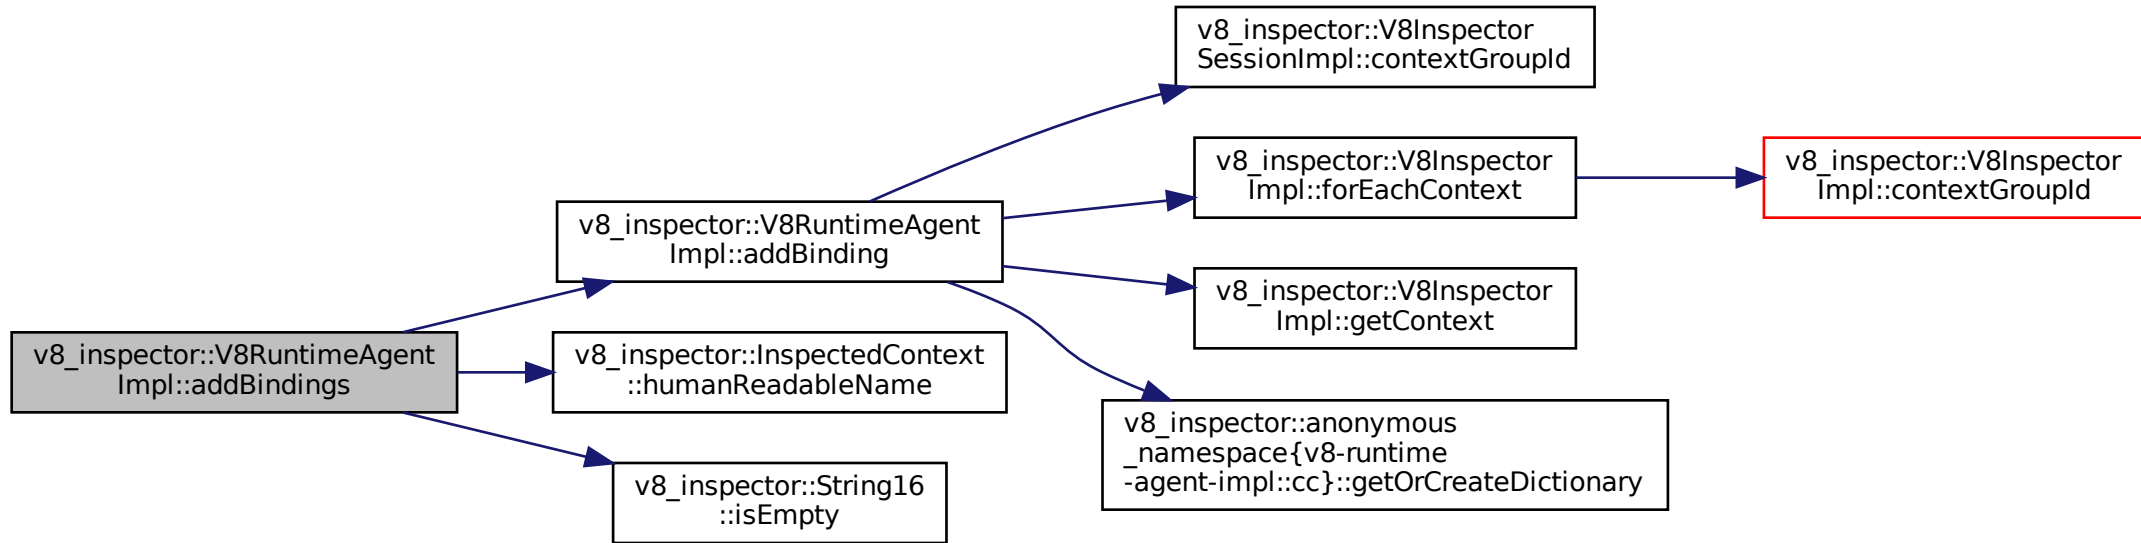 v8_inspector::V8Inspector
SessionImpl::contextGroupId
v8_inspector::V8Inspector
Impl::forEachContext
v8_inspector::V8Inspector
Impl::contextGroupId
v8_inspector::V8RuntimeAgent
Impl::addBinding
v8_inspector::V8Inspector
Impl::getContext
v8_inspector::V8RuntimeAgent
Impl::addBindings
v8_inspector::InspectedContext
::humanReadableName
v8_inspector::anonymous
_namespace{v8-runtime
-agent-impl::cc}::getOrCreateDictionary
v8_inspector::String16
::isEmpty